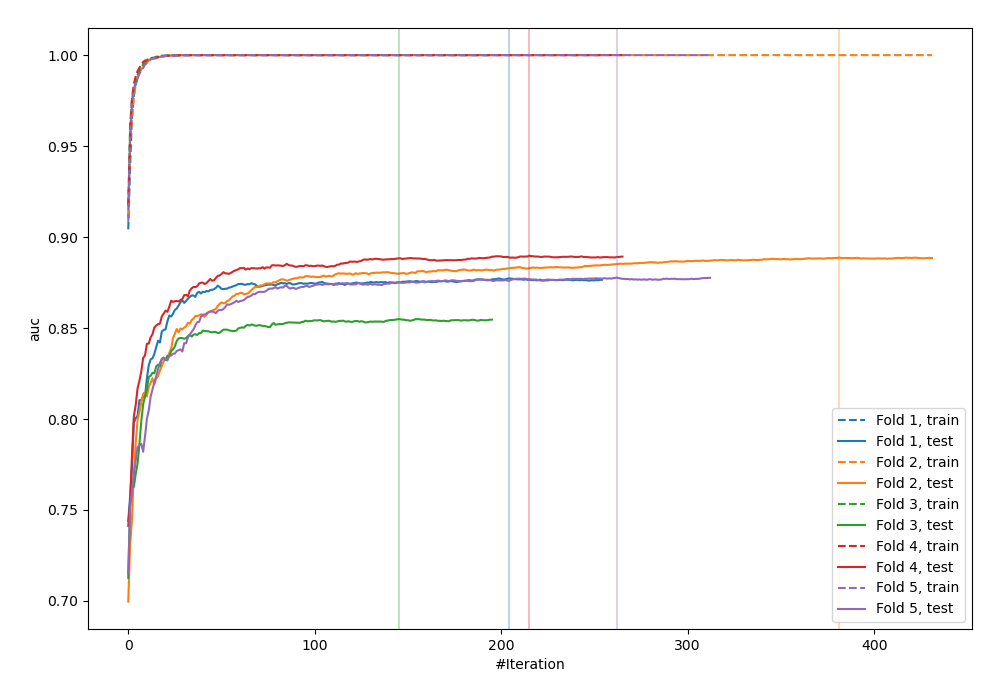 1.00
0.95
0.90
0.85
0.80
0.75
0.70
auc
0
100
200
300
400
#Iteration
Fold 1, train
Fold 1, test
Fold 2, train
Fold 2, test
Fold 3, train
Fold 3, test
Fold 4, train
Fold 4, test
Fold 5, train
Fold 5, test